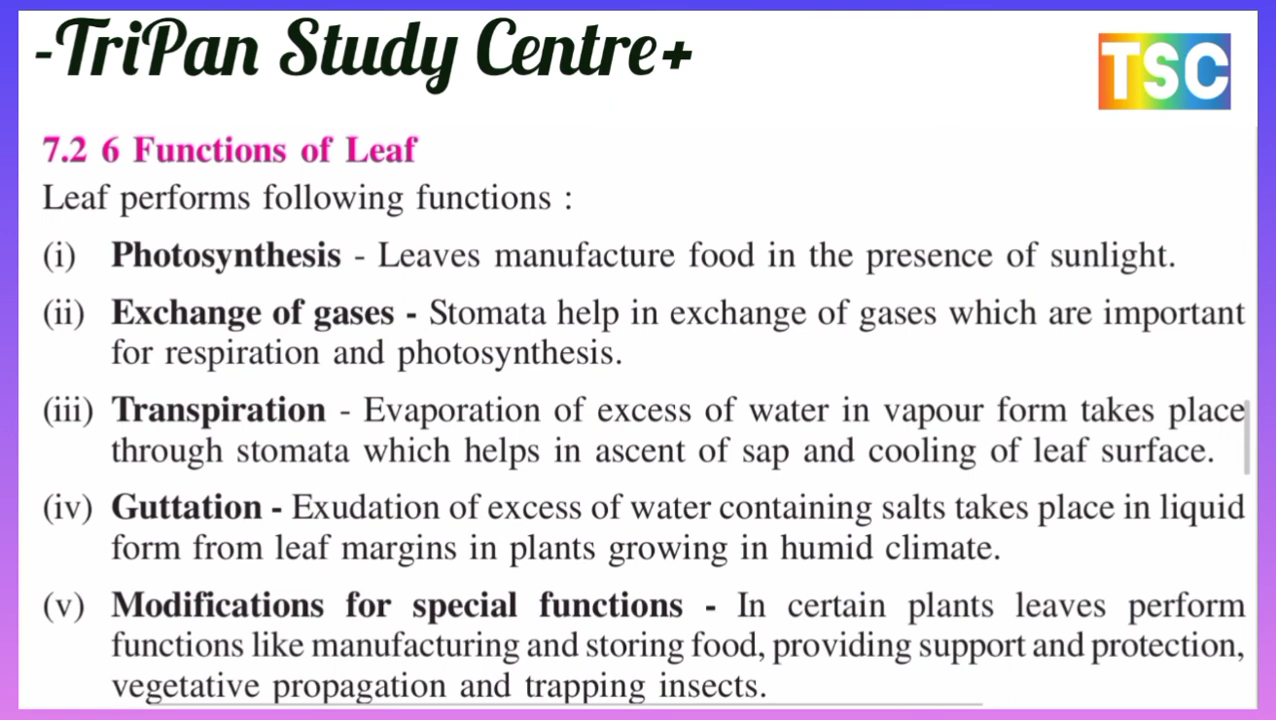 -TriPan Study Centre+
TSC
7.2 6 Functions of Leaf
Leaf performs following functions :
(i) Photosynthesis - Leaves manufacture food in the presence of sunlight.
(ii) Exchange of gases - Stomata help in exchange of gases which are important
for respiration and photosynthesis.
(iii) Transpiration - Evaporation of excess of water in vapour form takes place
through stomata which helps in ascent of sap and cooling of leaf surface.
(iv) Guttation - Exudation of excess of water containing salts takes place in liquid
form from leaf margins in plants growing in humid climate.
(v) Modifications for special functions - In certain plants leaves perform
functions like manufacturing and storing food, providing support and protection,
vegetative propagation and trapping insects.